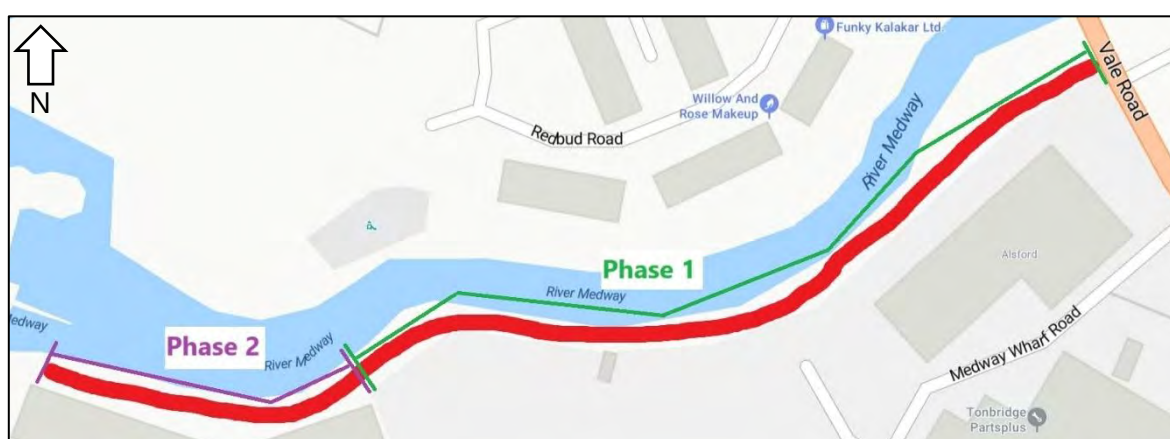 N
Funky Kalakar Ltd
Vale Road
Willow And
Rose Makeup
Redbud Road
River Medway
Alsford
Phase 1
River Medway
Medway
Phase 2
River Medway
Medway Wharf Road
Tonbridge
Partsplus